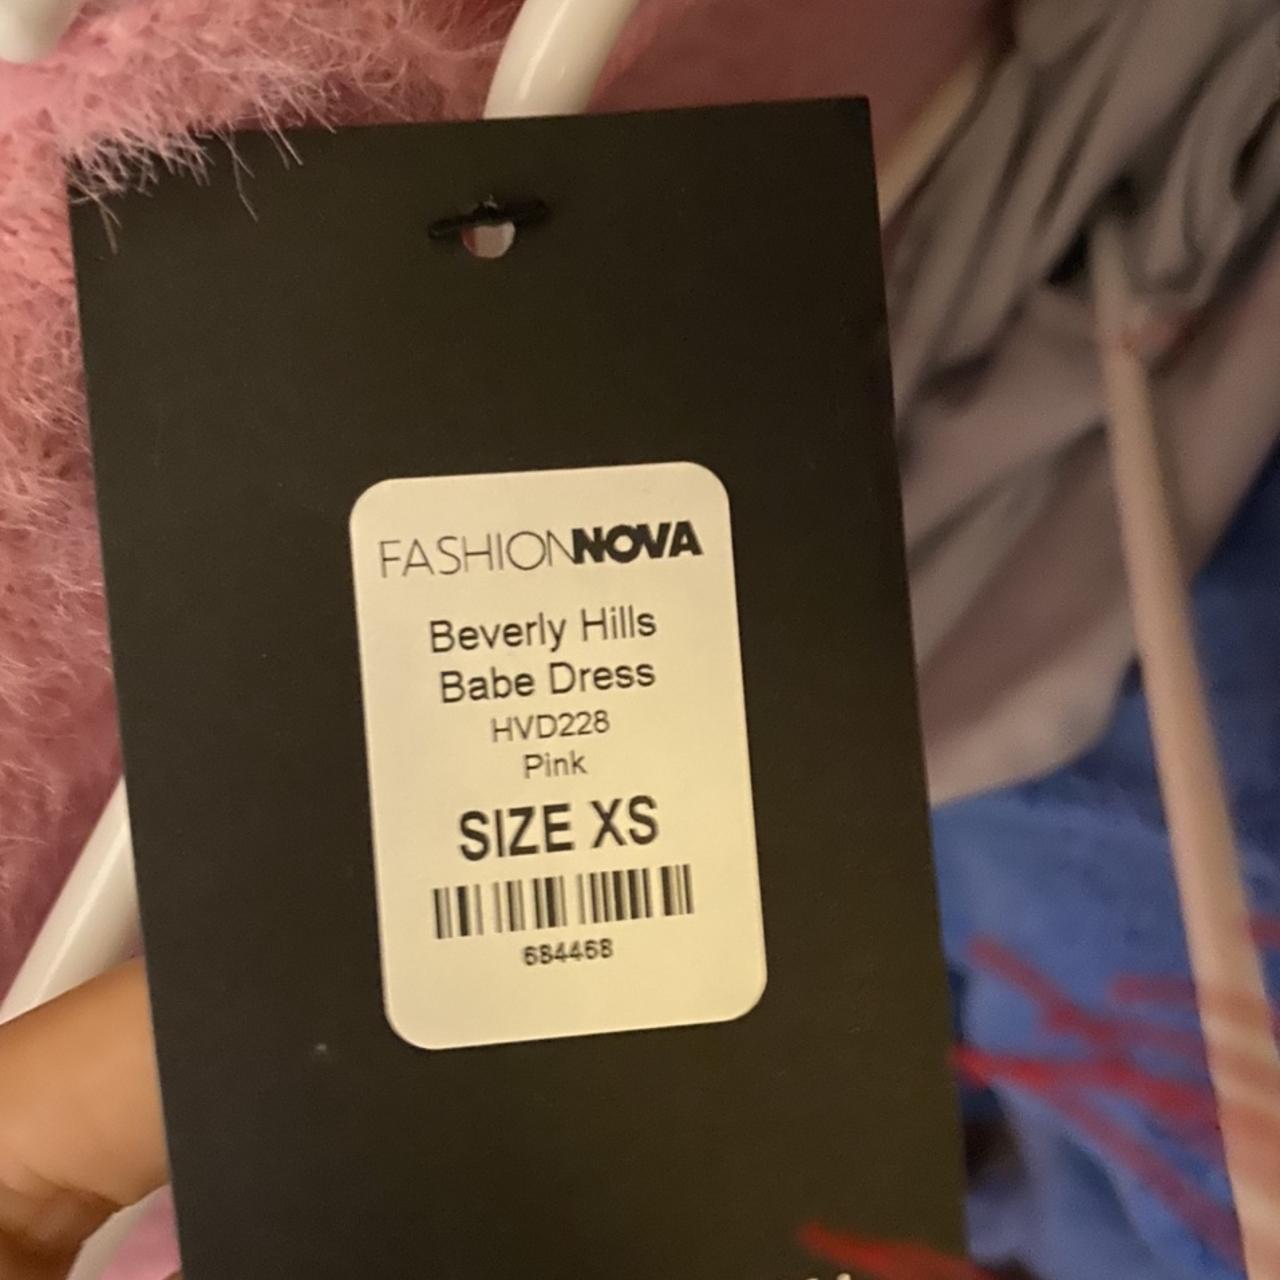 FASHIONNOVA
Beverly Hills
Babe Dress
HVD228
Pink
SIZE XS
684468